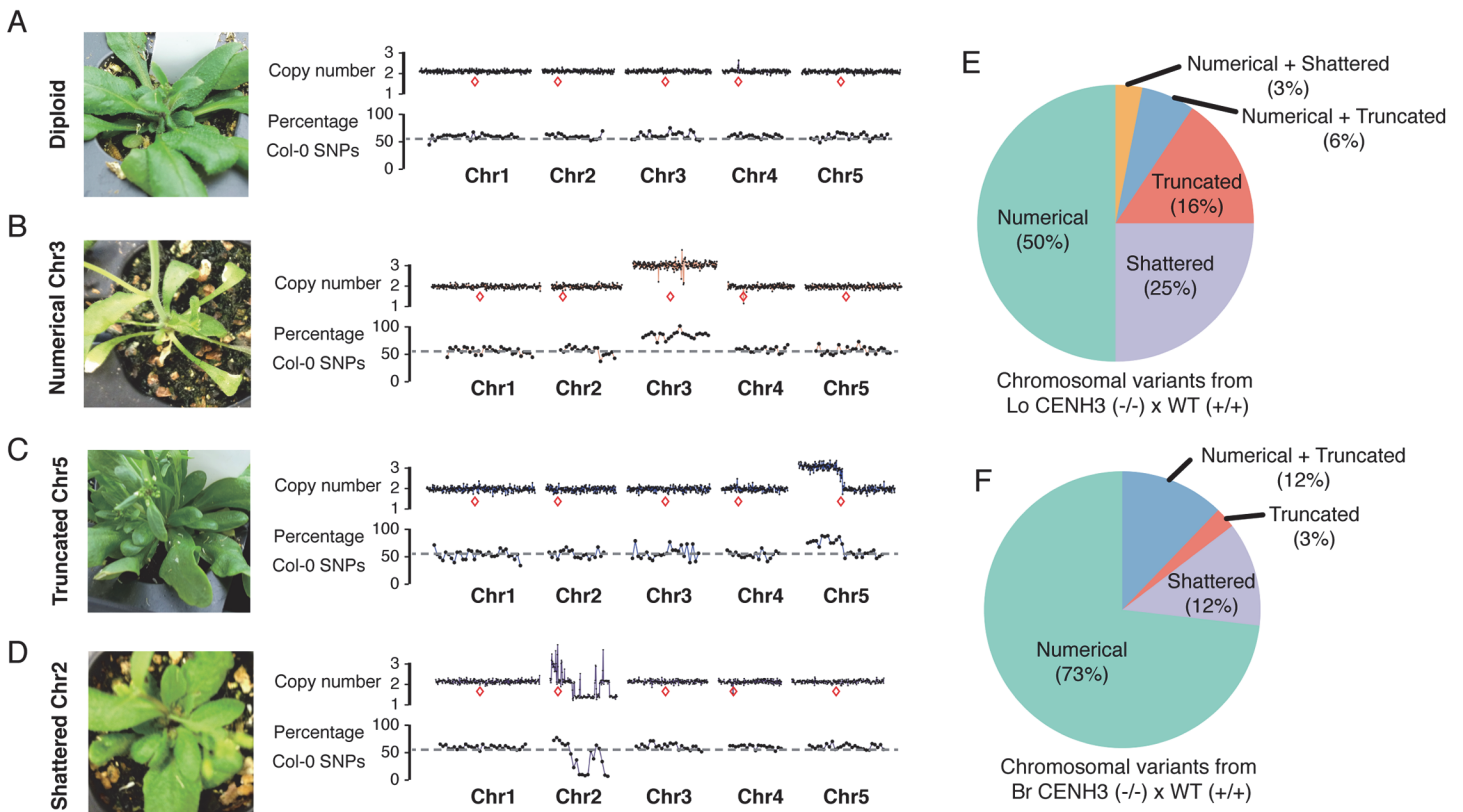 A
Diploid
Copy number
3
2
1
Percentage
Col-0 SNPs
100
50
0
Chr1 Chr2 Chr3 Chr4 Chr5
B
Numerical Chr3
Copy number
3
2
1
Percentage
Col-0 SNPs
100
50
0
Chr1 Chr2 Chr3 Chr4 Chr5
C
Truncated Chr5
Copy number
3
2
1
Percentage
Col-0 SNPs
100
50
0
Chr1 Chr2 Chr3 Chr4 Chr5
D
Shattered Chr2
Copy number
3
2
1
Percentage
Col-0 SNPs
100
50
0
Chr1 Chr2 Chr3 Chr4 Chr5
E
Numerical + Shattered
(3%)
Numerical + Truncated
(6%)
Truncated
(16%)
Numerical
(50%)
Shattered
(25%)
Chromosomal variants from
Lo CENH3 (-/-) x WT (+/+)
F
Numerical + Truncated
(12%)
Truncated
(3%)
Shattered
(12%)
Numerical
(73%)
Chromosomal variants from
Br CENH3 (-/-) x WT (+/+)